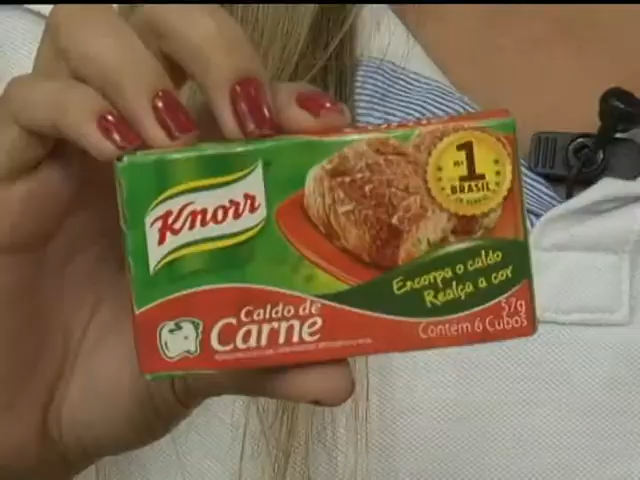 Knorr
Nº 1
BRASIL
Encorpa o caldo
Realça a cor
Caldo de
Carne
57g
Contém 6 Cubos